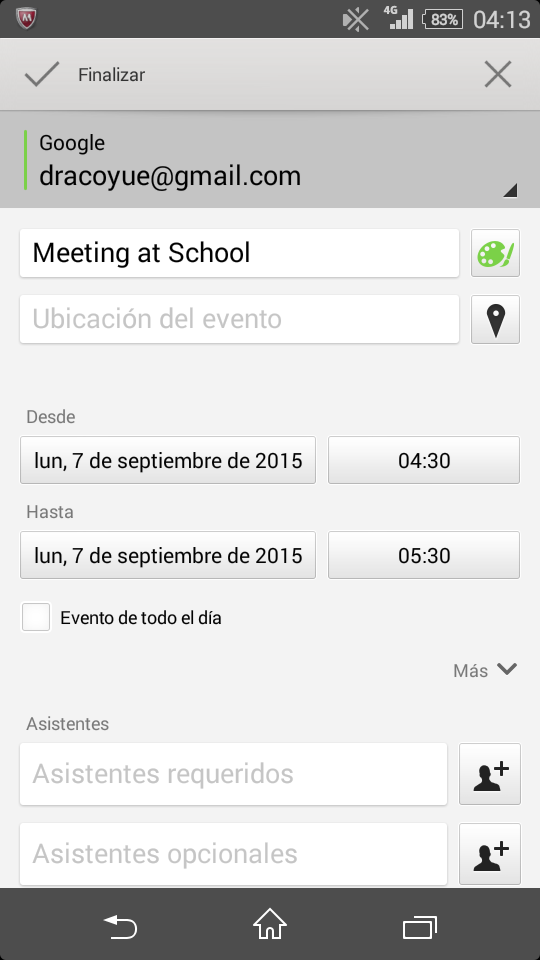 4G 83% 04:13
Finalizar
Google
dracoyue@gmail.com
Meeting at School
Ubicación del evento
Desde
lun, 7 de septiembre de 2015 04:30
Hasta
lun, 7 de septiembre de 2015 05:30
Evento de todo el día
Más
Asistentes
Asistentes requeridos
Asistentes opcionales